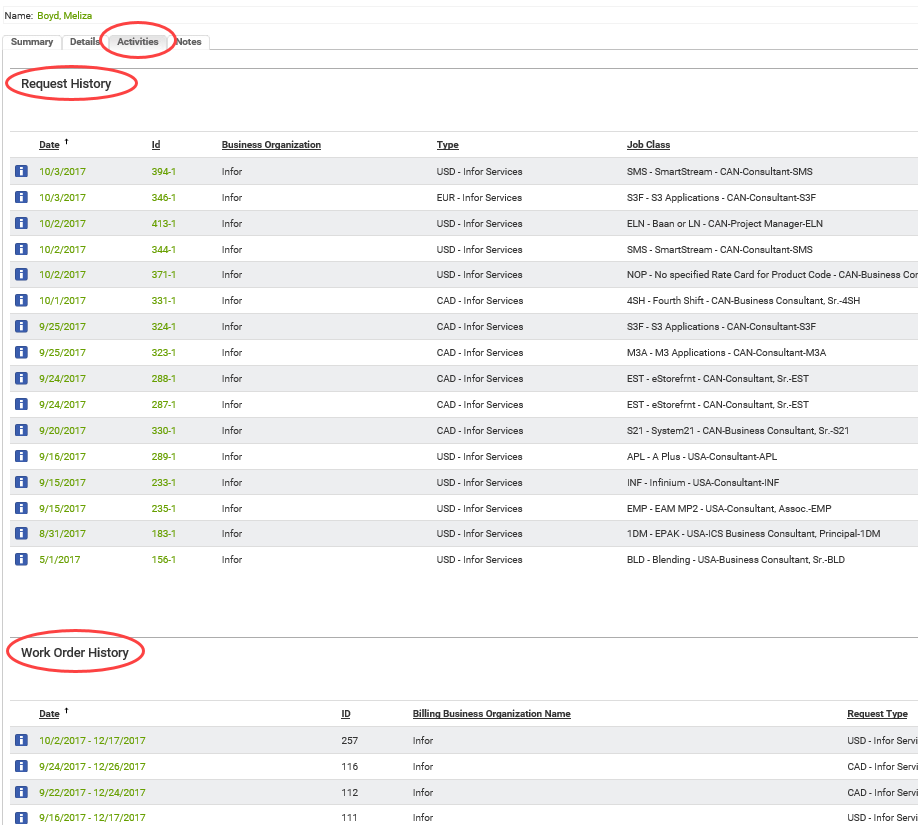 Name: Boyd, Meliza
Summary Details Activities Notes
Request History
Date ↑ Id Business Organization Type Job Class
10/3/2017 394-1 Infor USD - Infor Services SMS - SmartStream - CAN-Consultant-SMS
10/3/2017 346-1 Infor EUR - Infor Services S3F - S3 Applications - CAN-Consultant-S3F
10/2/2017 413-1 Infor USD - Infor Services ELN - Baan or LN - CAN-Project Manager-ELN
10/2/2017 344-1 Infor USD - Infor Services SMS - SmartStream - CAN-Consultant-SMS
10/2/2017 371-1 Infor USD - Infor Services NOP - No specified Rate Card for Product Code - CAN-Business Cor
10/1/2017 331-1 Infor CAD - Infor Services 4SH - Fourth Shift - CAN-Business Consultant, Sr.-4SH
9/25/2017 324-1 Infor CAD - Infor Services S3F - S3 Applications - CAN-Consultant-S3F
9/25/2017 323-1 Infor CAD - Infor Services M3A - M3 Applications - CAN-Consultant-M3A
9/24/2017 288-1 Infor CAD - Infor Services EST - eStorefrnt - CAN-Consultant, Sr.-EST
9/24/2017 287-1 Infor CAD - Infor Services EST - eStorefrnt - CAN-Consultant, Sr.-EST
9/20/2017 330-1 Infor CAD - Infor Services S21 - System21 - CAN-Business Consultant, Sr.-S21
9/16/2017 289-1 Infor USD - Infor Services APL - A Plus - USA-Consultant-APL
9/15/2017 233-1 Infor USD - Infor Services INF - Infinium - USA-Consultant-INF
9/15/2017 235-1 Infor USD - Infor Services EMP - EAM MP2 - USA-Consultant, Assoc.-EMP
8/31/2017 183-1 Infor USD - Infor Services 1DM - EPAK - USA-ICS Business Consultant, Principal-1DM
5/1/2017 156-1 Infor USD - Infor Services BLD - Blending - USA-Business Consultant, Sr.-BLD
Work Order History
Date ↑ ID Billing Business Organization Name Request Type
10/2/2017 - 12/17/2017 257 Infor USD - Infor Servi
9/24/2017 - 12/26/2017 116 Infor CAD - Infor Servi
9/22/2017 - 12/24/2017 112 Infor CAD - Infor Servi
9/16/2017 - 12/17/2017 111 Infor USD - Infor Servi